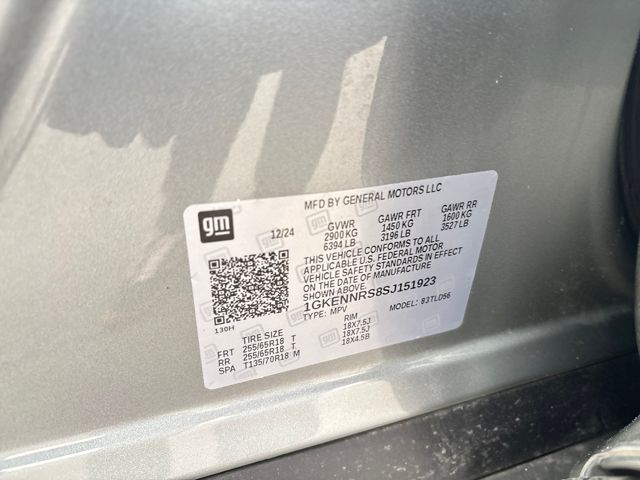 MFD BY GENERAL MOTORS LLC
gm
12/24
GVWR GAWR FRT GAWR RR
2900 KG 1450 KG 1600 KG
6394 LB 3196 LB 3527 LB
THIS VEHICLE CONFORMS TO ALL
APPLICABLE U.S. FEDERAL MOTOR
VEHICLE SAFETY STANDARDS IN EFFECT
ON THE DATE OF MANUFACTURE
SHOWN ABOVE.
1GKENNRS8SJ151923
TYPE: MPV MODEL: 83TLD56
130H
TIRE SIZE RIM
FRT 255/65R18 T 18X7.5J
RR 255/65R18 T 18X7.5J
SPA T135/70R18 M 18X4.5B